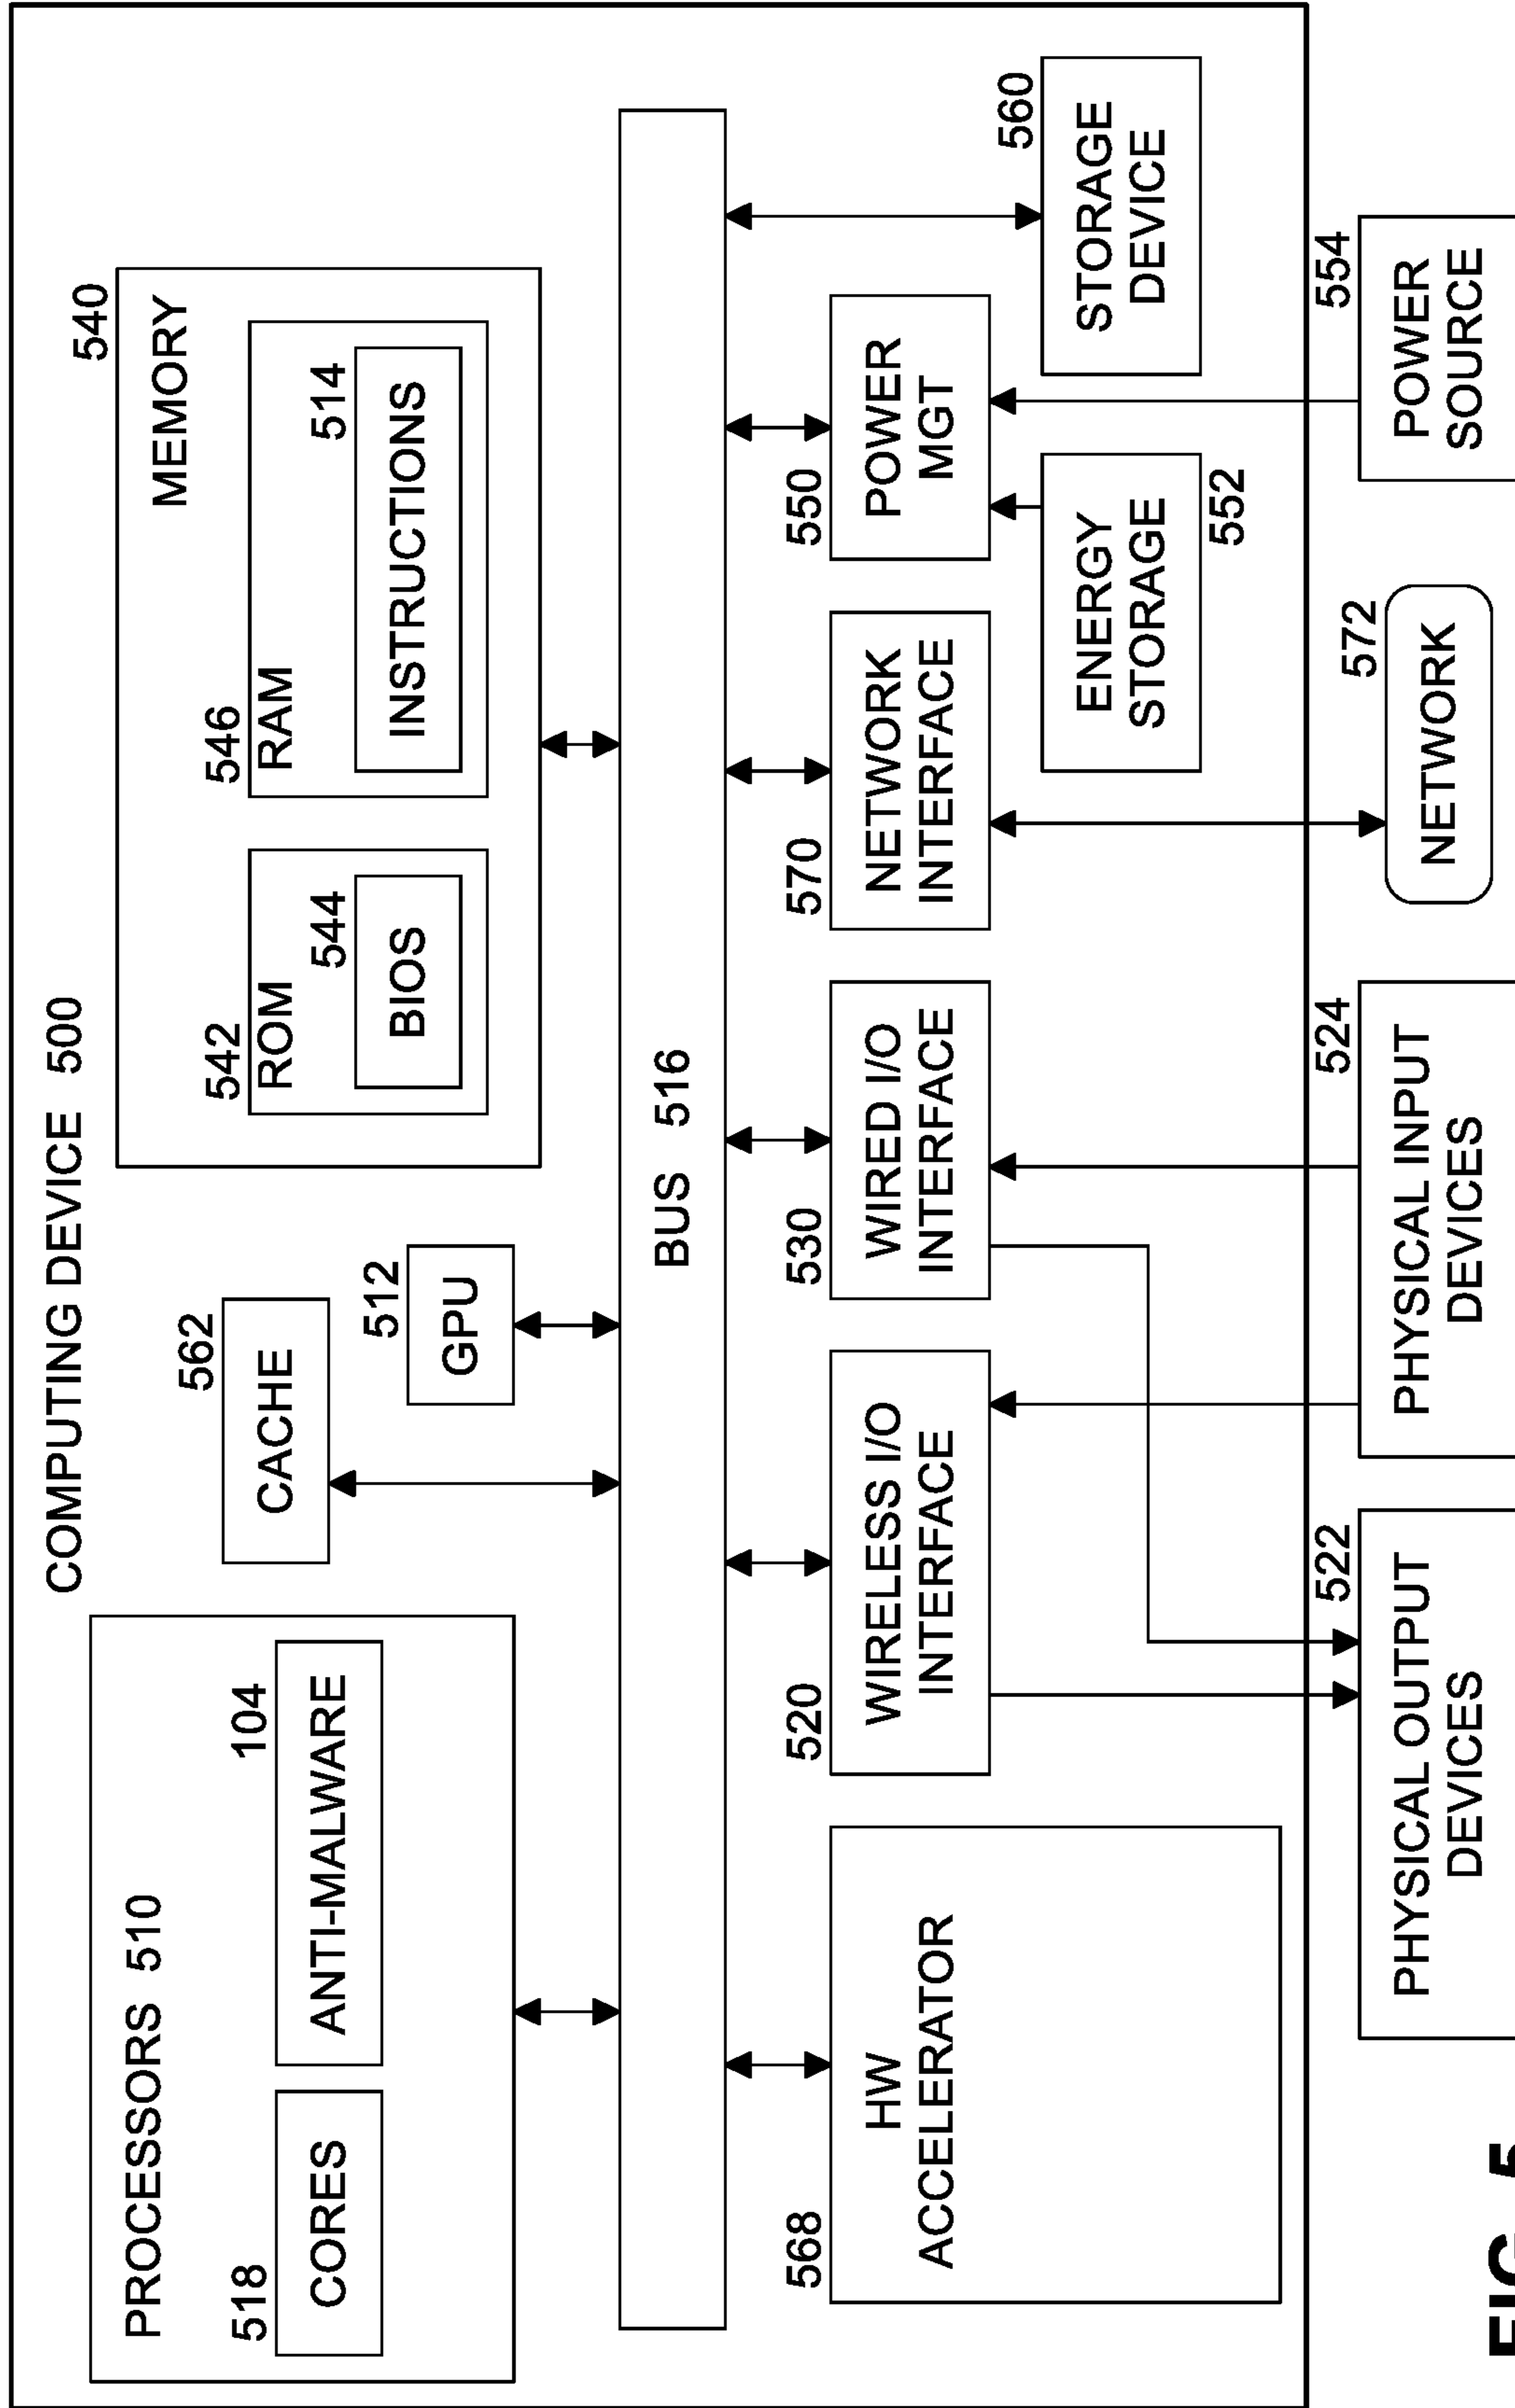 COMPUTING DEVICE 500
PROCESSORS 510
518
CORES
104
ANTI-MALWARE
562
CACHE
512
GPU
540
MEMORY
542
ROM
544
BIOS
546
RAM
514
INSTRUCTIONS
BUS 516
568
HW
ACCELERATOR
520
WIRELESS I/O
INTERFACE
530
WIRED I/O
INTERFACE
570
NETWORK
INTERFACE
550
POWER
MGT
560
STORAGE
DEVICE
ENERGY
STORAGE
552
522
PHYSICAL OUTPUT
DEVICES
524
PHYSICAL INPUT
DEVICES
572
NETWORK
554
POWER
SOURCE
FIG. 5